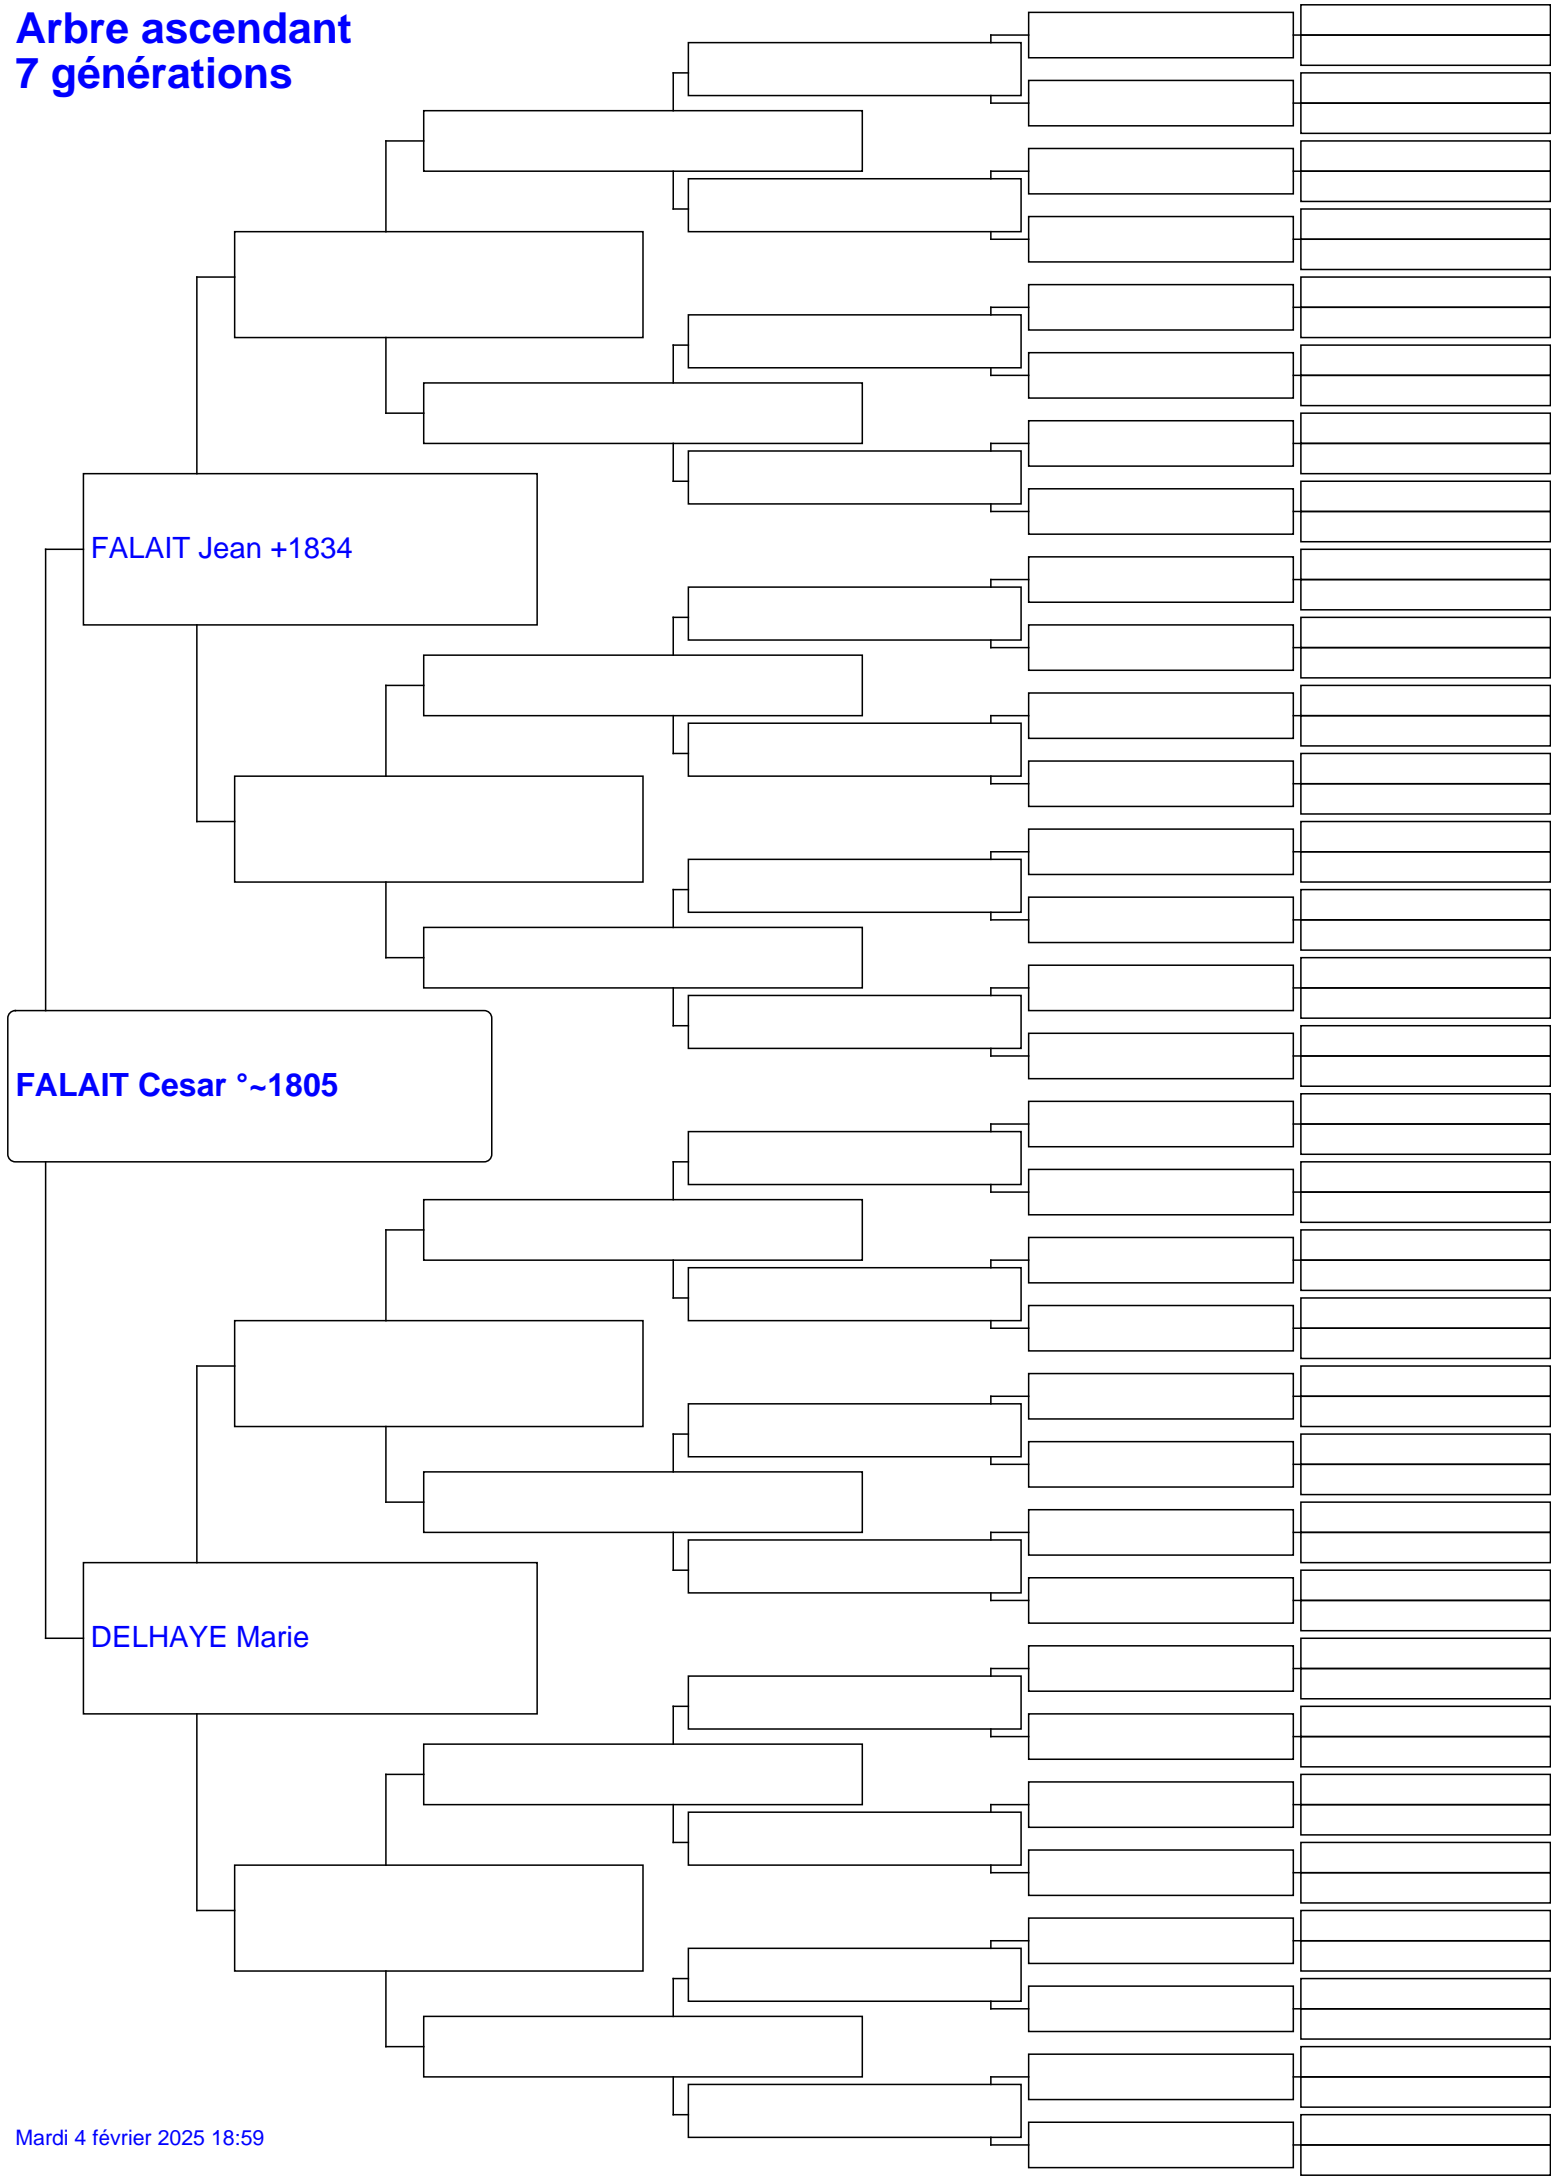 Arbre ascendant
7 générations
FALAIT Jean +1834
FALAIT Cesar °~1805
DELHAYE Marie
Mardi 4 février 2025 18:59